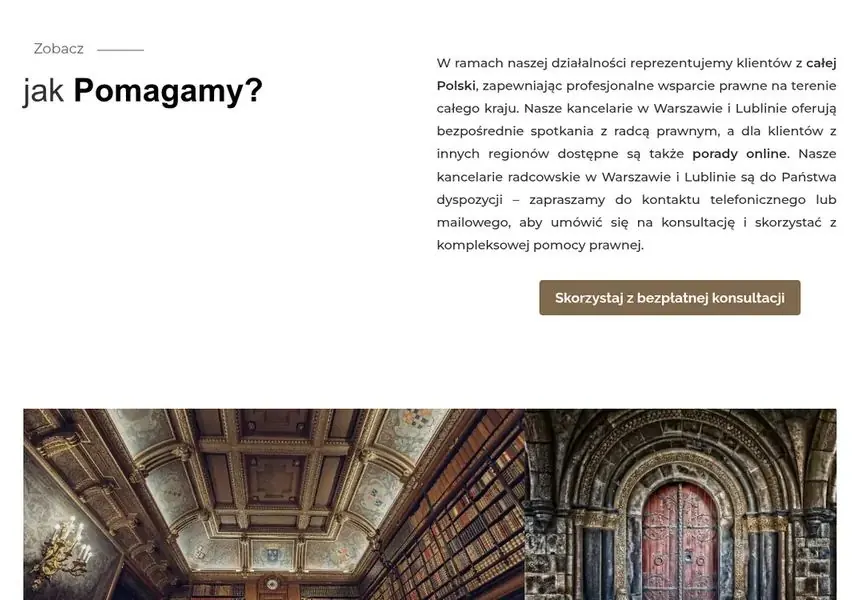 Zobacz
jak Pomagamy?
W ramach naszej działalności reprezentujemy klientów z całej
Polski, zapewniając profesjonalne wsparcie prawne na terenie
całego kraju. Nasze kancelarie w Warszawie i Lublinie oferują
bezpośrednie spotkania z radcą prawnym, a dla klientów z
innych regionów dostępne są także porady online. Nasze
kancelarie radcowskie w Warszawie i Lublinie są do Państwa
dyspozycji – zapraszamy do kontaktu telefonicznego lub
mailowego, aby umówić się na konsultację i skorzystać z
kompleksowej pomocy prawnej.
Skorzystaj z bezpłatnej konsultacji